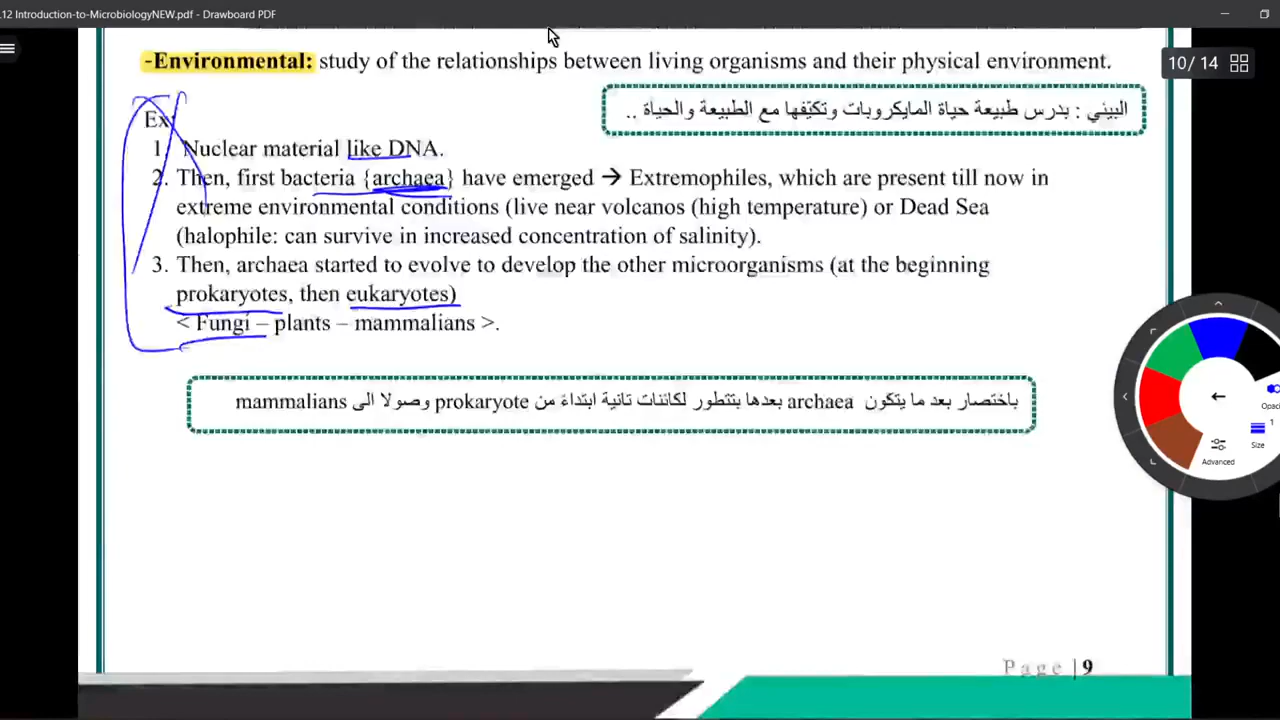 .12 Introduction-to-MicrobiologyNEW.pdf - Drawboard PDF
-Environmental: study of the relationships between living organisms and their physical environment.
10/ 14
البيئي : بدرس طبيعة حياة المايكروبات وتكيّفها مع الطبيعة والحياة ..
Ex:
1. Nuclear material like DNA.
2. Then, first bacteria {archaea} have emerged → Extremophiles, which are present till now in
extreme environmental conditions (live near volcanos (high temperature) or Dead Sea
(halophile: can survive in increased concentration of salinity).
3. Then, archaea started to evolve to develop the other microorganisms (at the beginning
prokaryotes, then eukaryotes)
< Fungi – plants – mammalians >.
باختصار بعد ما يتكون archaea بعدها بتتطور لكائنات تانية ابتداءً من prokaryote وصولا الى mammalians
Opac
Size
1
Advanced
Page | 9